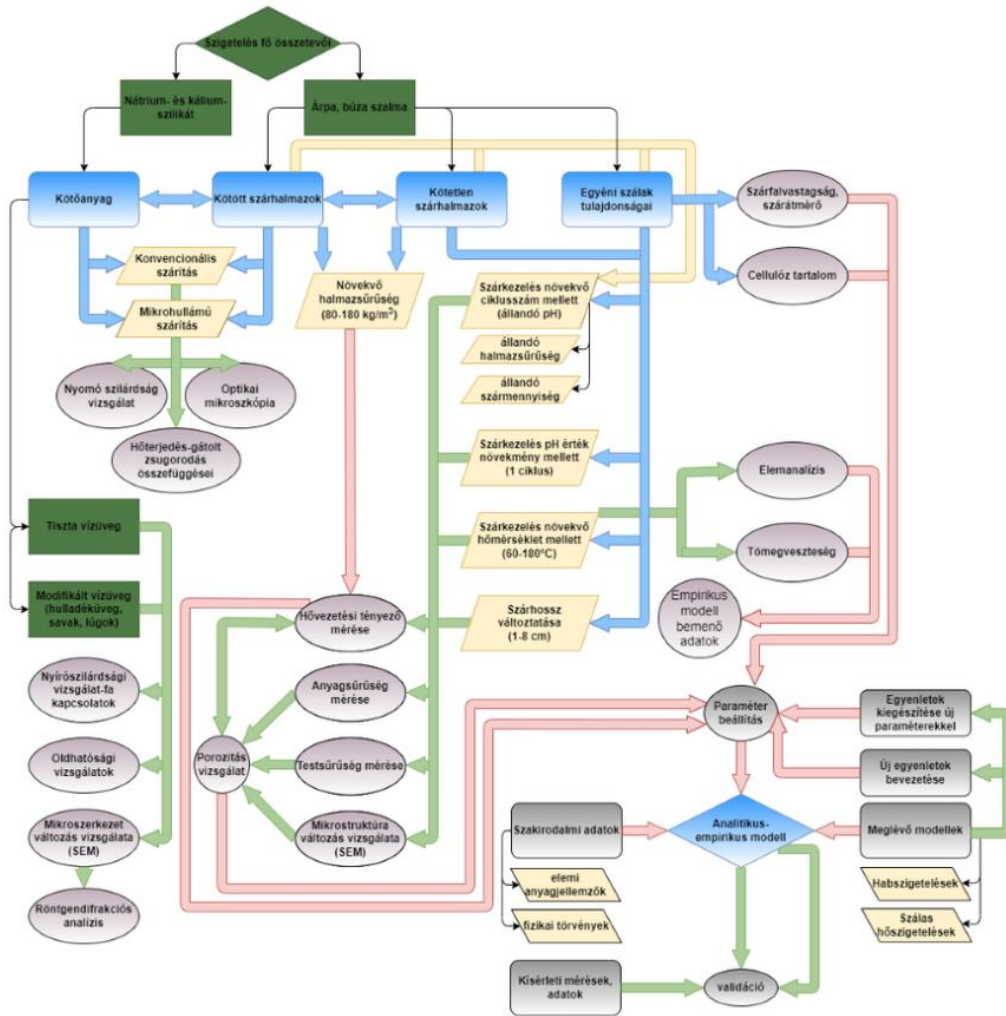 Szigetelés fő összetevői
Nátrium- és kálium-
szilikát
Árpa, búza szalma
Kötőanyag
Kötött szárhalmazok
Kötetlen
szárhalmazok
Egyéni szálak
tulajdonságai
Szárfalvastagság,
szárátmérő
Konvencionális
szárítás
Mikrohullámú
szárítás
Növekvő
halmazsűrűség
(80-180 kg/m³)
Szárkezelés növekvő
ciklusszám mellett
(állandó pH)
Cellulóz tartalom
állandó
halmazsűrűség
állandó
szármennyiség
Nyomó szilárdság
vizsgálat
Optikai
mikroszkópia
Hőterjedés-gátolt
zsugorodás
összefüggései
Szárkezelés pH érték
növekmény mellett
(1 ciklus)
Elemanalízis
Tiszta vízüveg
Szárkezelés növekvő
hőmérséklet mellett
(60-180ºC)
Tömegveszteség
Modifikált vízüveg
(hulladéküveg,
savak, lúgok)
Hővezetési tényező
mérése
Szárhossz
változtatása
(1-8 cm)
Empirikus
modell
bemenő
adatok
Nyírószilárdsági
vizsgálat-fa
kapcsolatok
Anyagsűrűség
mérése
Paraméter
beállítás
Egyenletek
kiegészítése új
paraméterekkel
Oldhatósági
vizsgálatok
Porozitás
vizsgálat
Testsűrűség mérése
Új egyenletek
bevezetése
Mikroszerkezet
változás vizsgálata
(SEM)
Mikrostruktúra
változás vizsgálata
(SEM)
Szakirodalmi adatok
Analitikus-
empirikus modell
Meglévő modellek
elemi
anyagjellemzők
Habszigetelések
Röntgendifrakciós
analízis
fizikai törvények
Szálas
hőszigetelések
Kísérleti mérések,
adatok
validáció